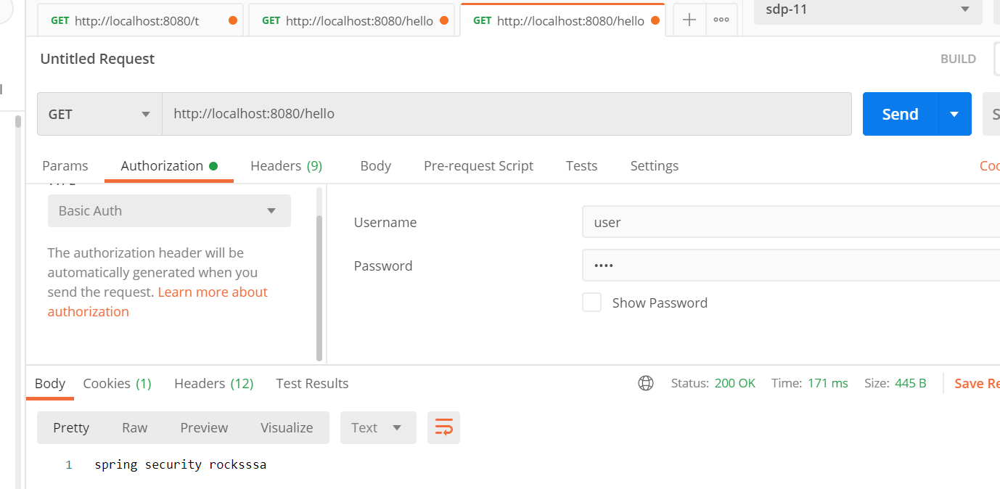 GET http://localhost:8080/t GET http://localhost:8080/hello GET http://localhost:8080/hello sdp-11
Untitled Request BUILD
GET http://localhost:8080/hello Send
Params Authorization Headers (9) Body Pre-request Script Tests Settings
Basic Auth
The authorization header will be
automatically generated when you
send the request. Learn more about
authorization
Username user
Password ••••
Show Password
Body Cookies (1) Headers (12) Test Results Status: 200 OK Time: 171 ms Size: 445 B Save
Pretty Raw Preview Visualize Text
1 spring security rocksssa